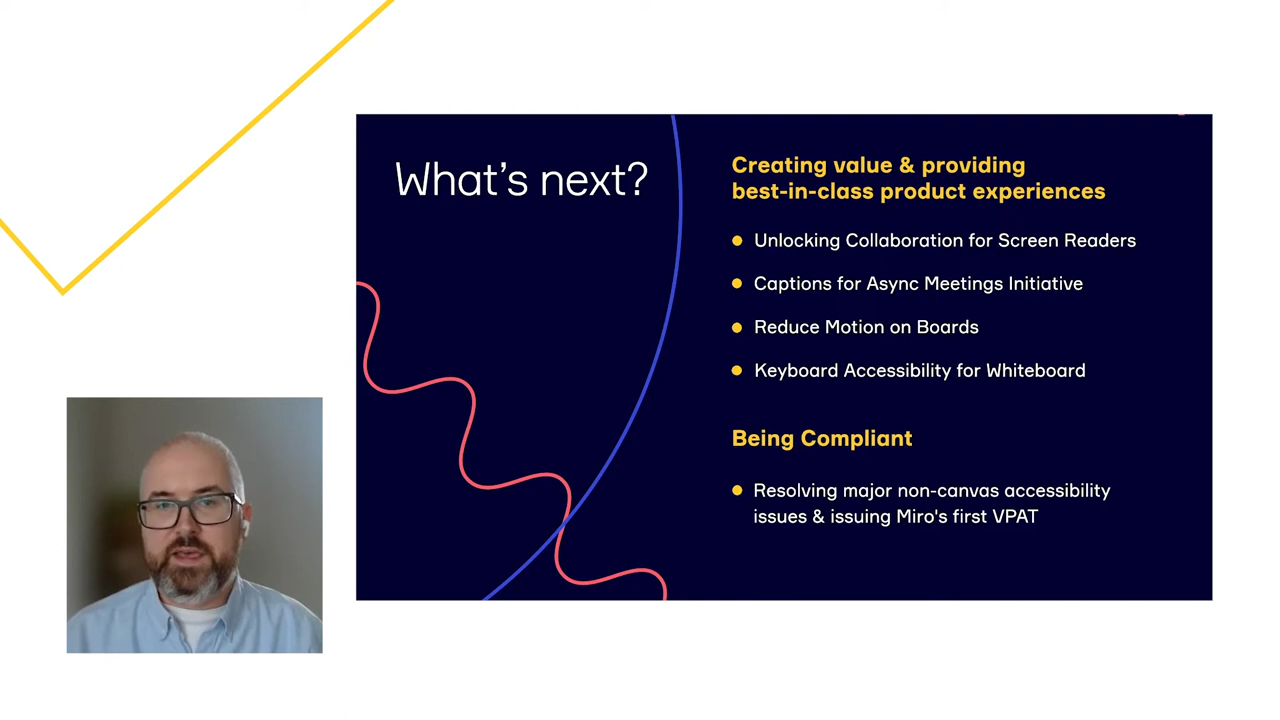 What's next?
Creating value & providing
best-in-class product experiences
Unlocking Collaboration for Screen Readers
Captions for Async Meetings Initiative
Reduce Motion on Boards
Keyboard Accessibility for Whiteboard
Being Compliant
Resolving major non-canvas accessibility
issues & issuing Miro's first VPAT